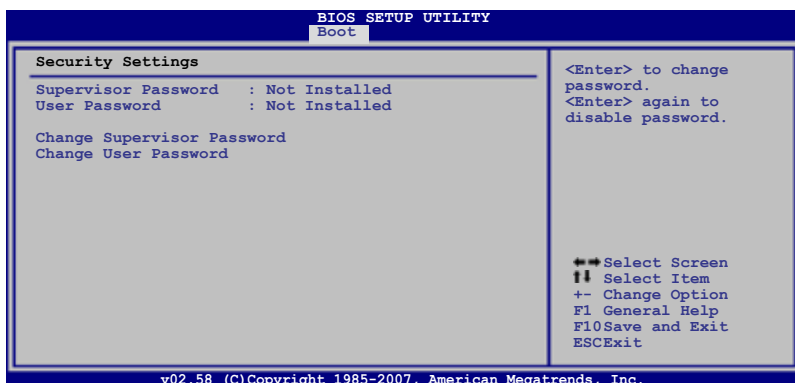 BIOS SETUP UTILITY
Boot
Security Settings
Supervisor Password : Not Installed
User Password : Not Installed
Change Supervisor Password
Change User Password
<Enter> to change
password.
<Enter> again to
disable password.
Select Screen
Select Item
+- Change Option
F1 General Help
F10Save and Exit
ESCExit
v02.58 (C)Copyright 1985-2007, American Megatrends, Inc.